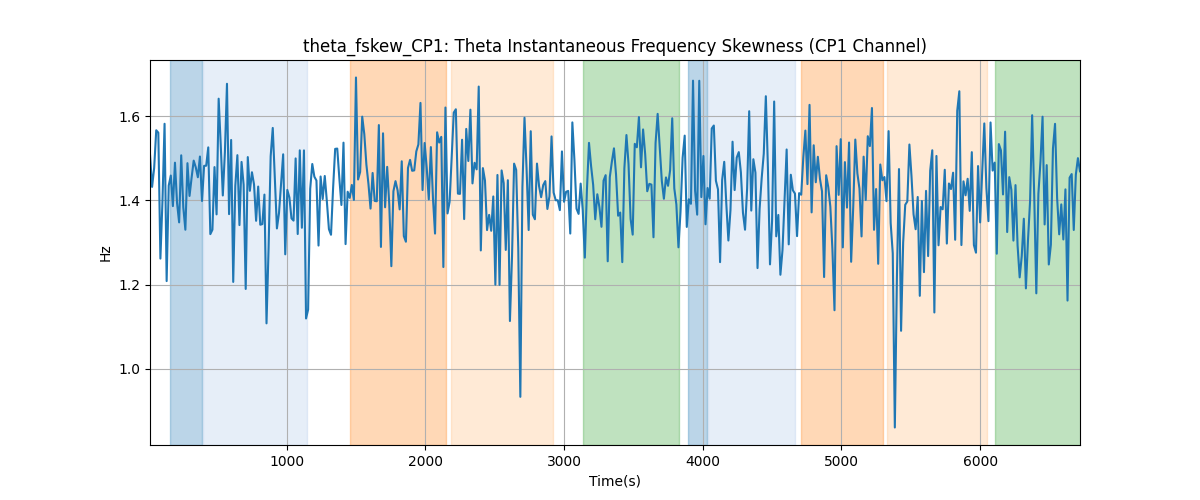 theta_fskew_CP1: Theta Instantaneous Frequency Skewness (CP1 Channel)
1.6
1.4
1.2
1.0
Hz
1000 2000 3000 4000 5000 6000
Time(s)